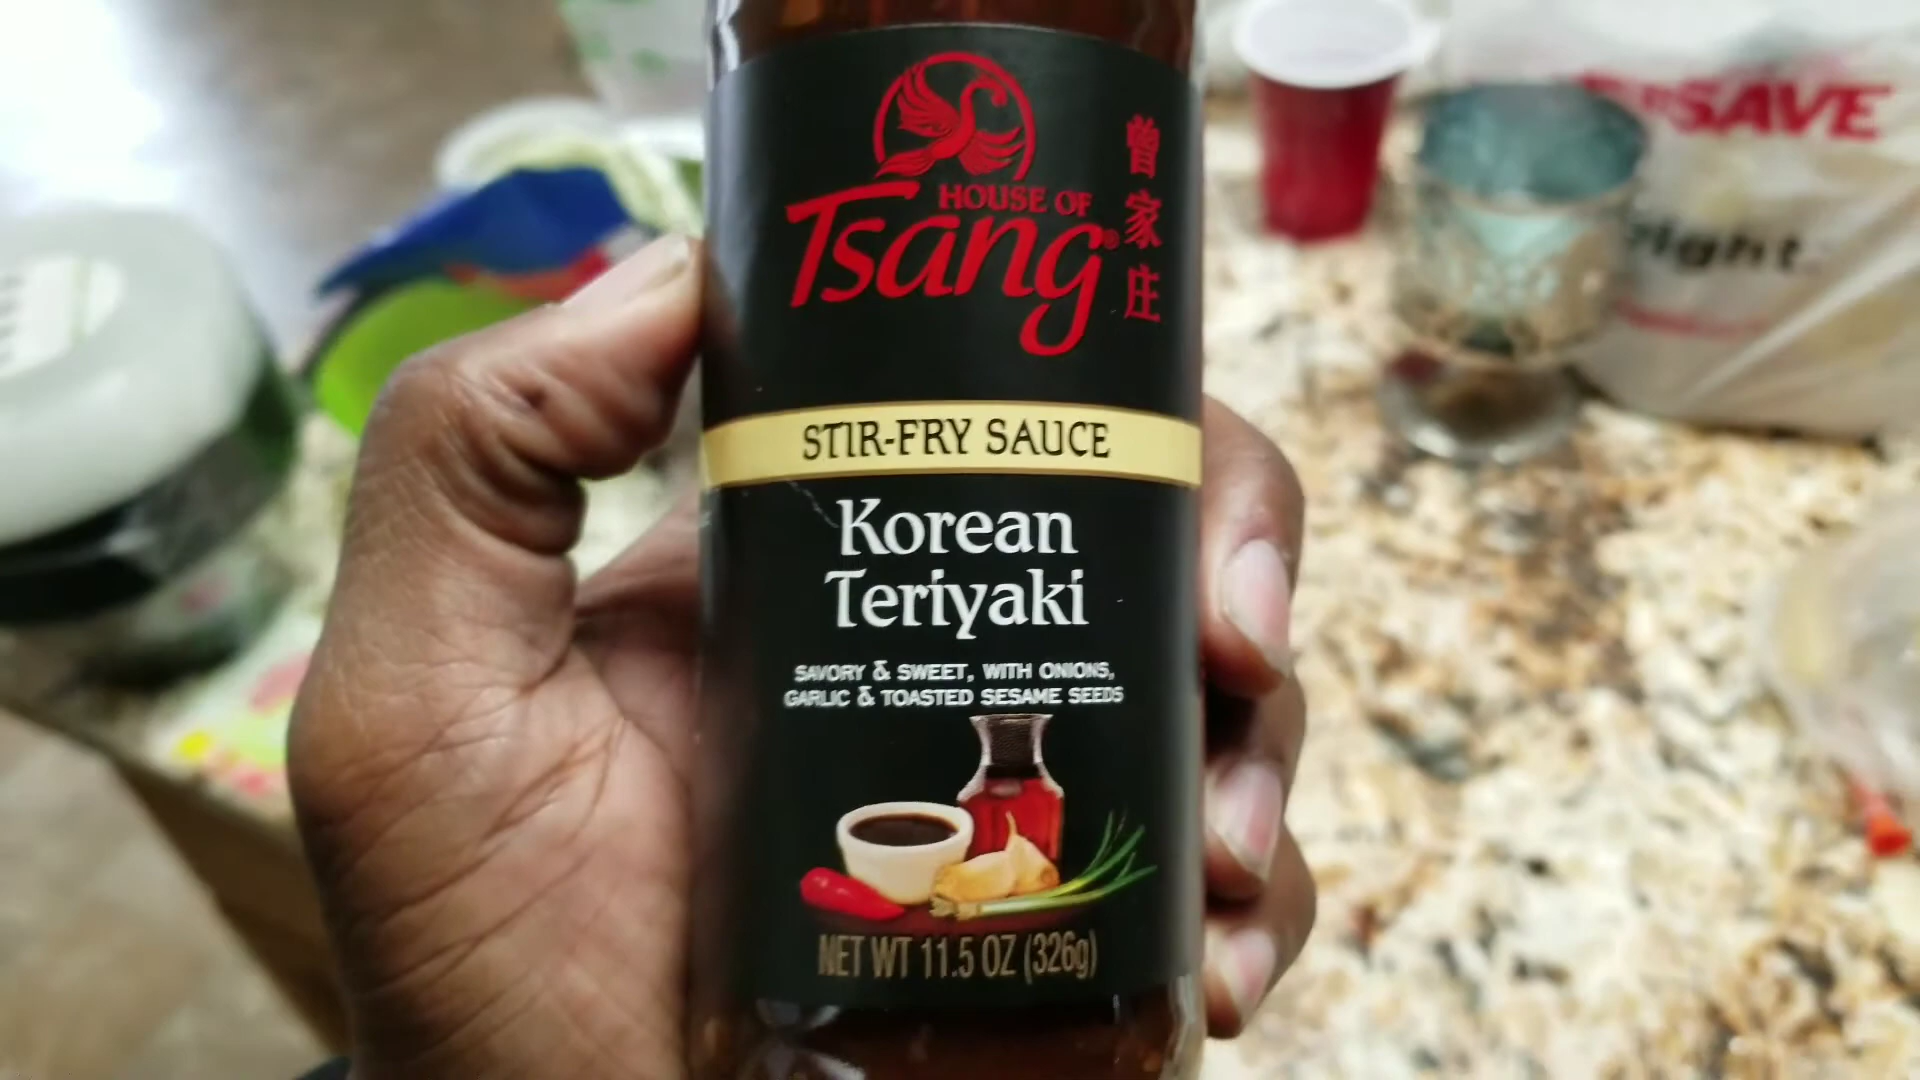 HOUSE OF
Tsang®
曾家庄
STIR-FRY SAUCE
Korean
Teriyaki
SAVORY & SWEET, WITH ONIONS,
GARLIC & TOASTED SESAME SEEDS
NET WT 11.5 OZ (326g)
SAVE